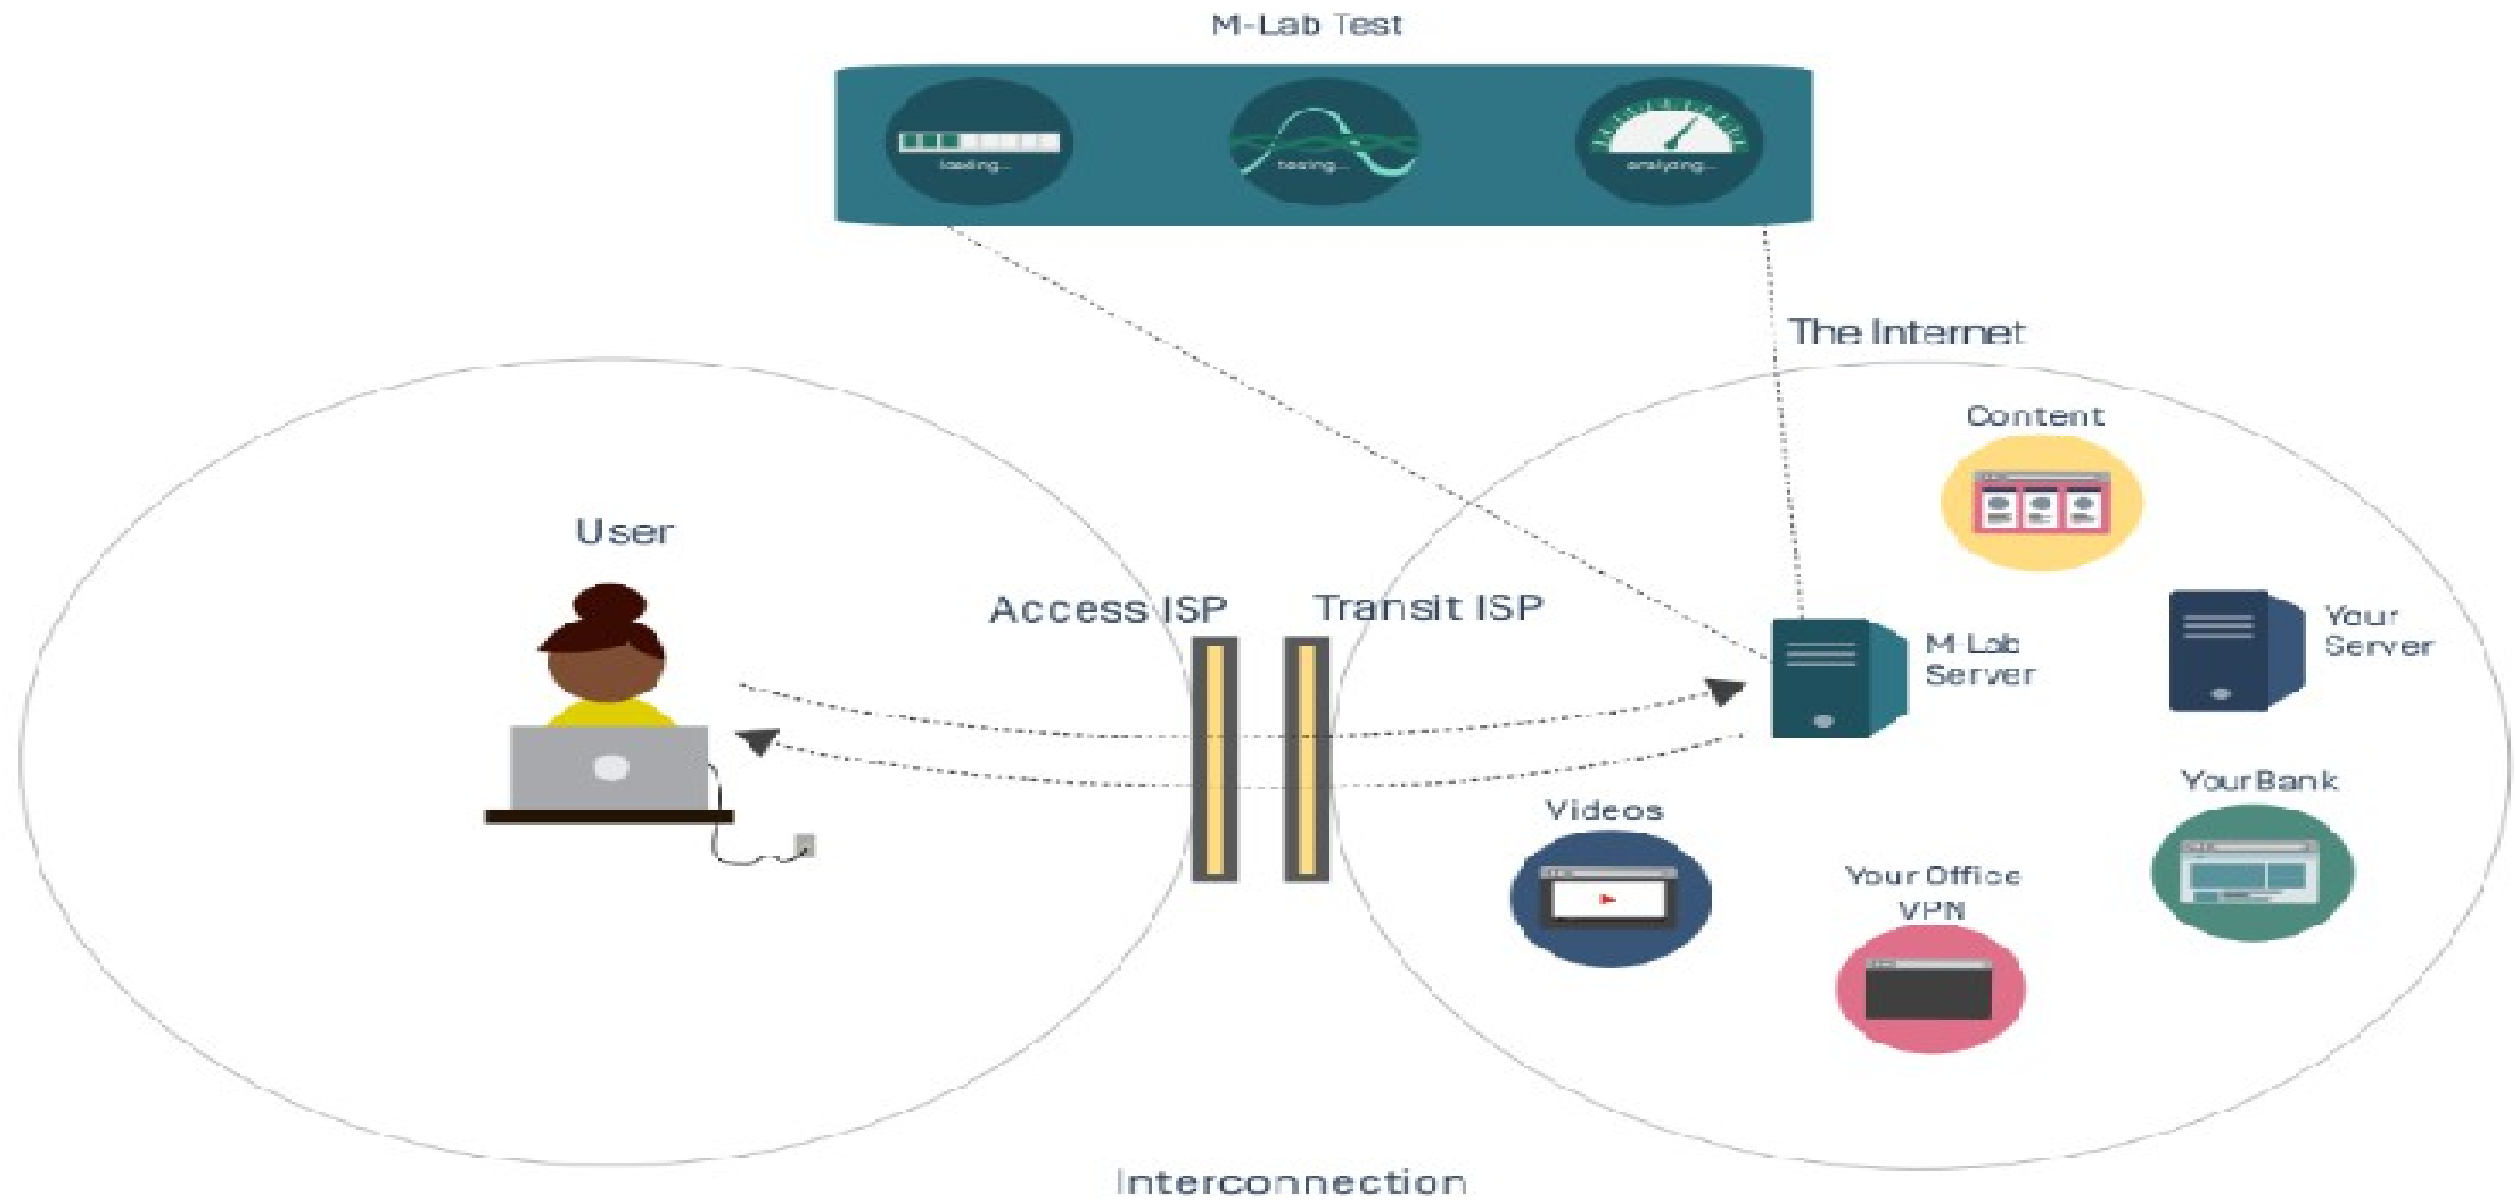 M-Lab Test
loading...
testing...
analyzing...
The Internet
Content
User
Access ISP
Transit ISP
Your
Server
M-Lab
Server
Your Bank
Videos
Your Office
VPN
Interconnection